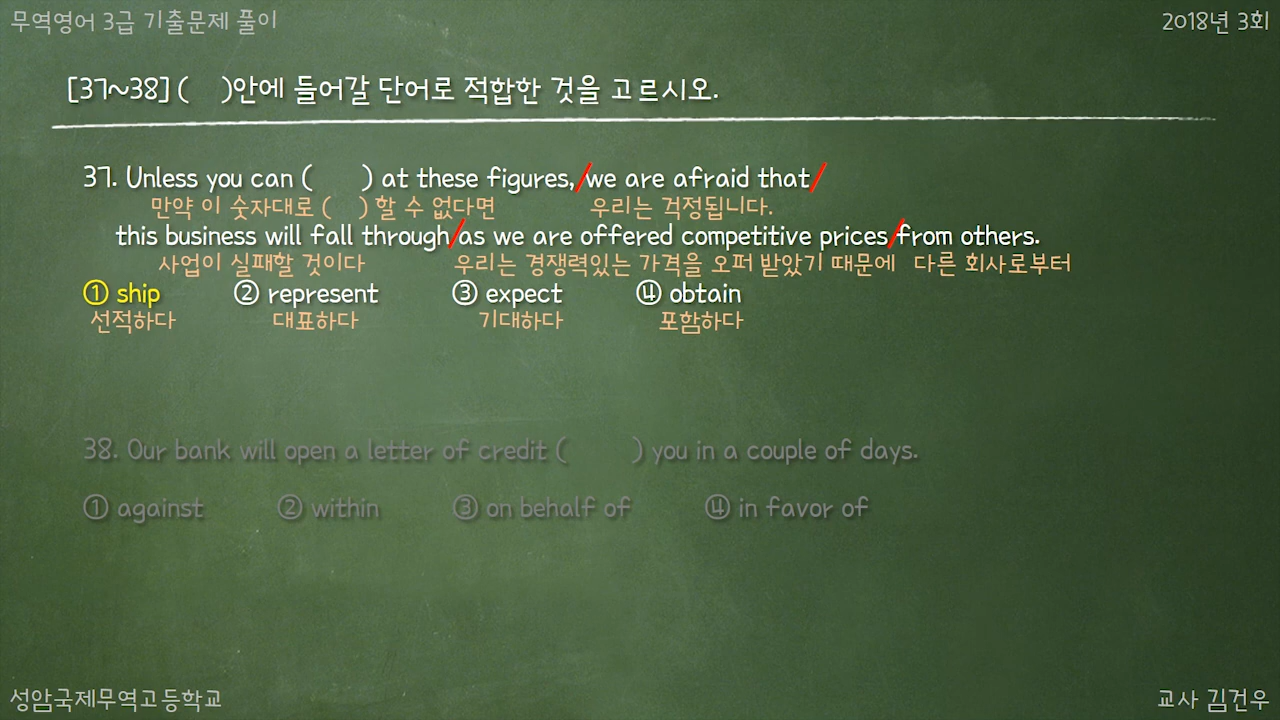 무역영어 3급 기출문제 풀이
2018년 3회
[37~38] (    )안에 들어갈 단어로 적합한 것을 고르시오.
37. Unless you can (      ) at these figures,/we are afraid that/
만약 이 숫자대로 (    ) 할 수 없다면 우리는 걱정됩니다.
this business will fall through/as we are offered competitive prices/from others.
사업이 실패할 것이다 우리는 경쟁력있는 가격을 오퍼 받았기 때문에 다른 회사로부터
① ship ② represent ③ expect ④ obtain
선적하다 대표하다 기대하다 포함하다
38. Our bank will open a letter of credit (        ) you in a couple of days.
① against ② within ③ on behalf of ④ in favor of
성암국제무역고등학교
교사 김건우